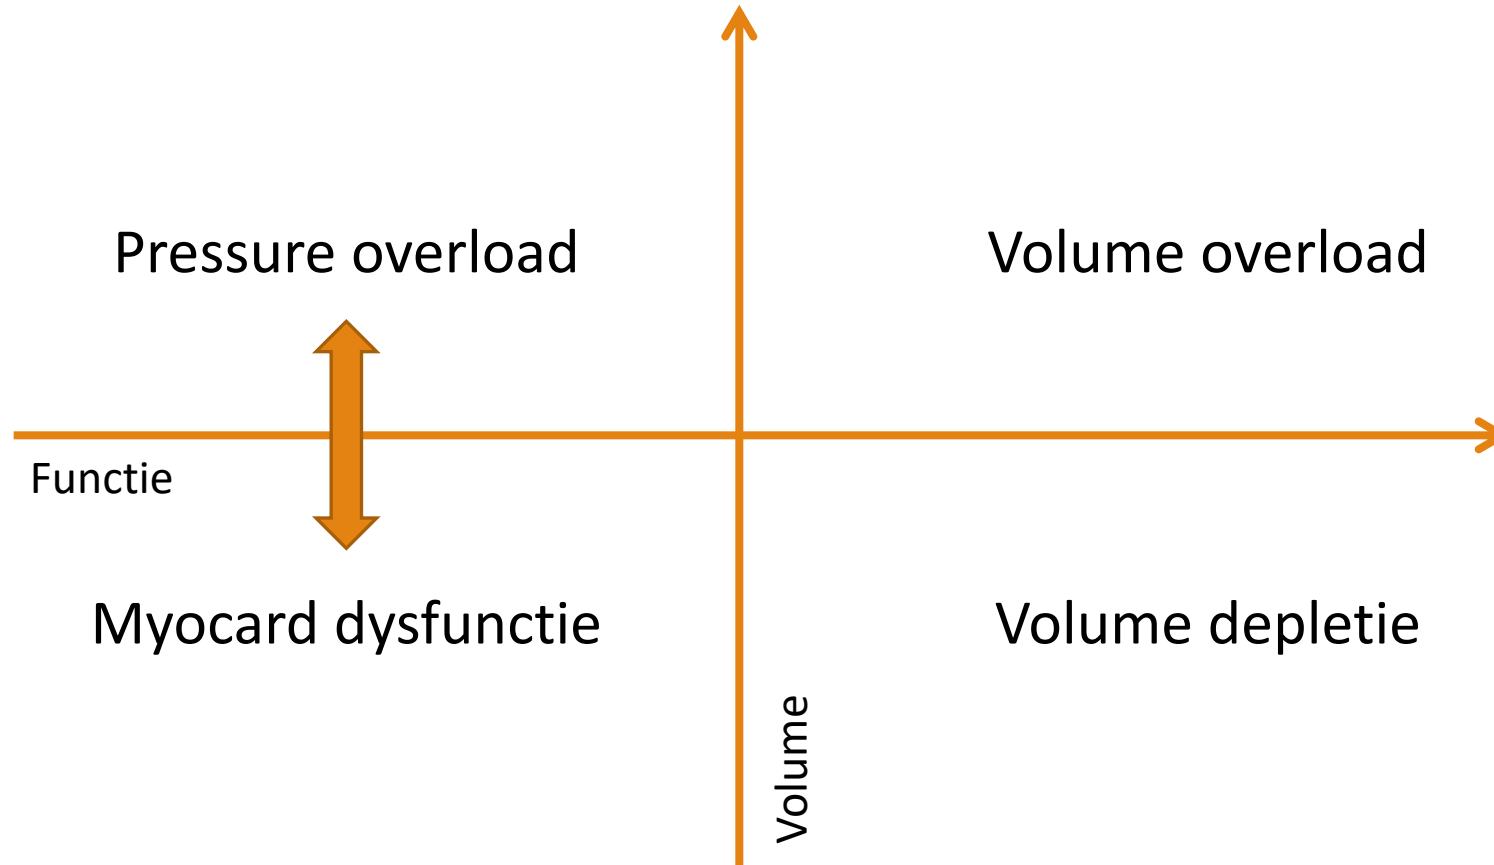 Pressure overload
Volume overload
Functie
Myocard dysfunctie
Volume depletie
Volume